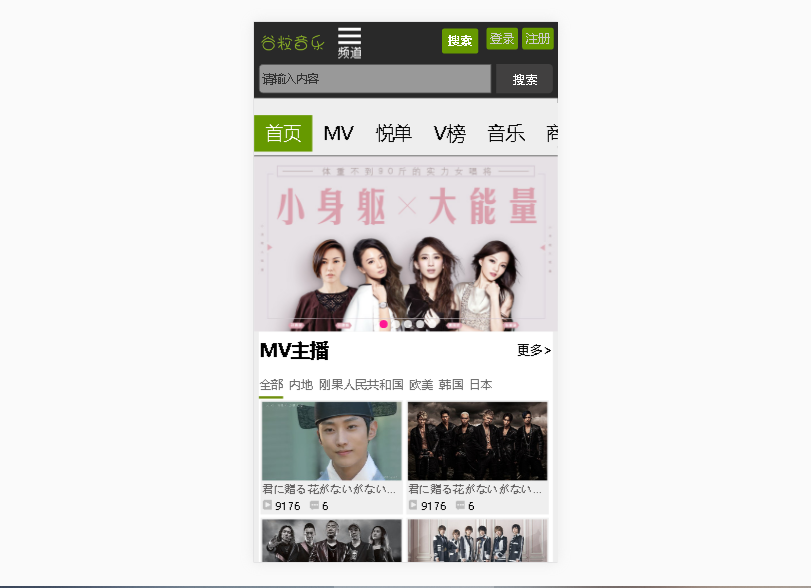 谷粒音乐
频道
搜索 登录 注册
请输入内容 搜索
首页 MV 悦单 V榜 音乐 商
体重不到90斤的实力女唱将
小身躯×大能量
MV主播 更多>
全部 内地 刚果人民共和国 欧美 韩国 日本
君に贈る花がないがない... 君に贈る花がないがない...
9176 6 9176 6